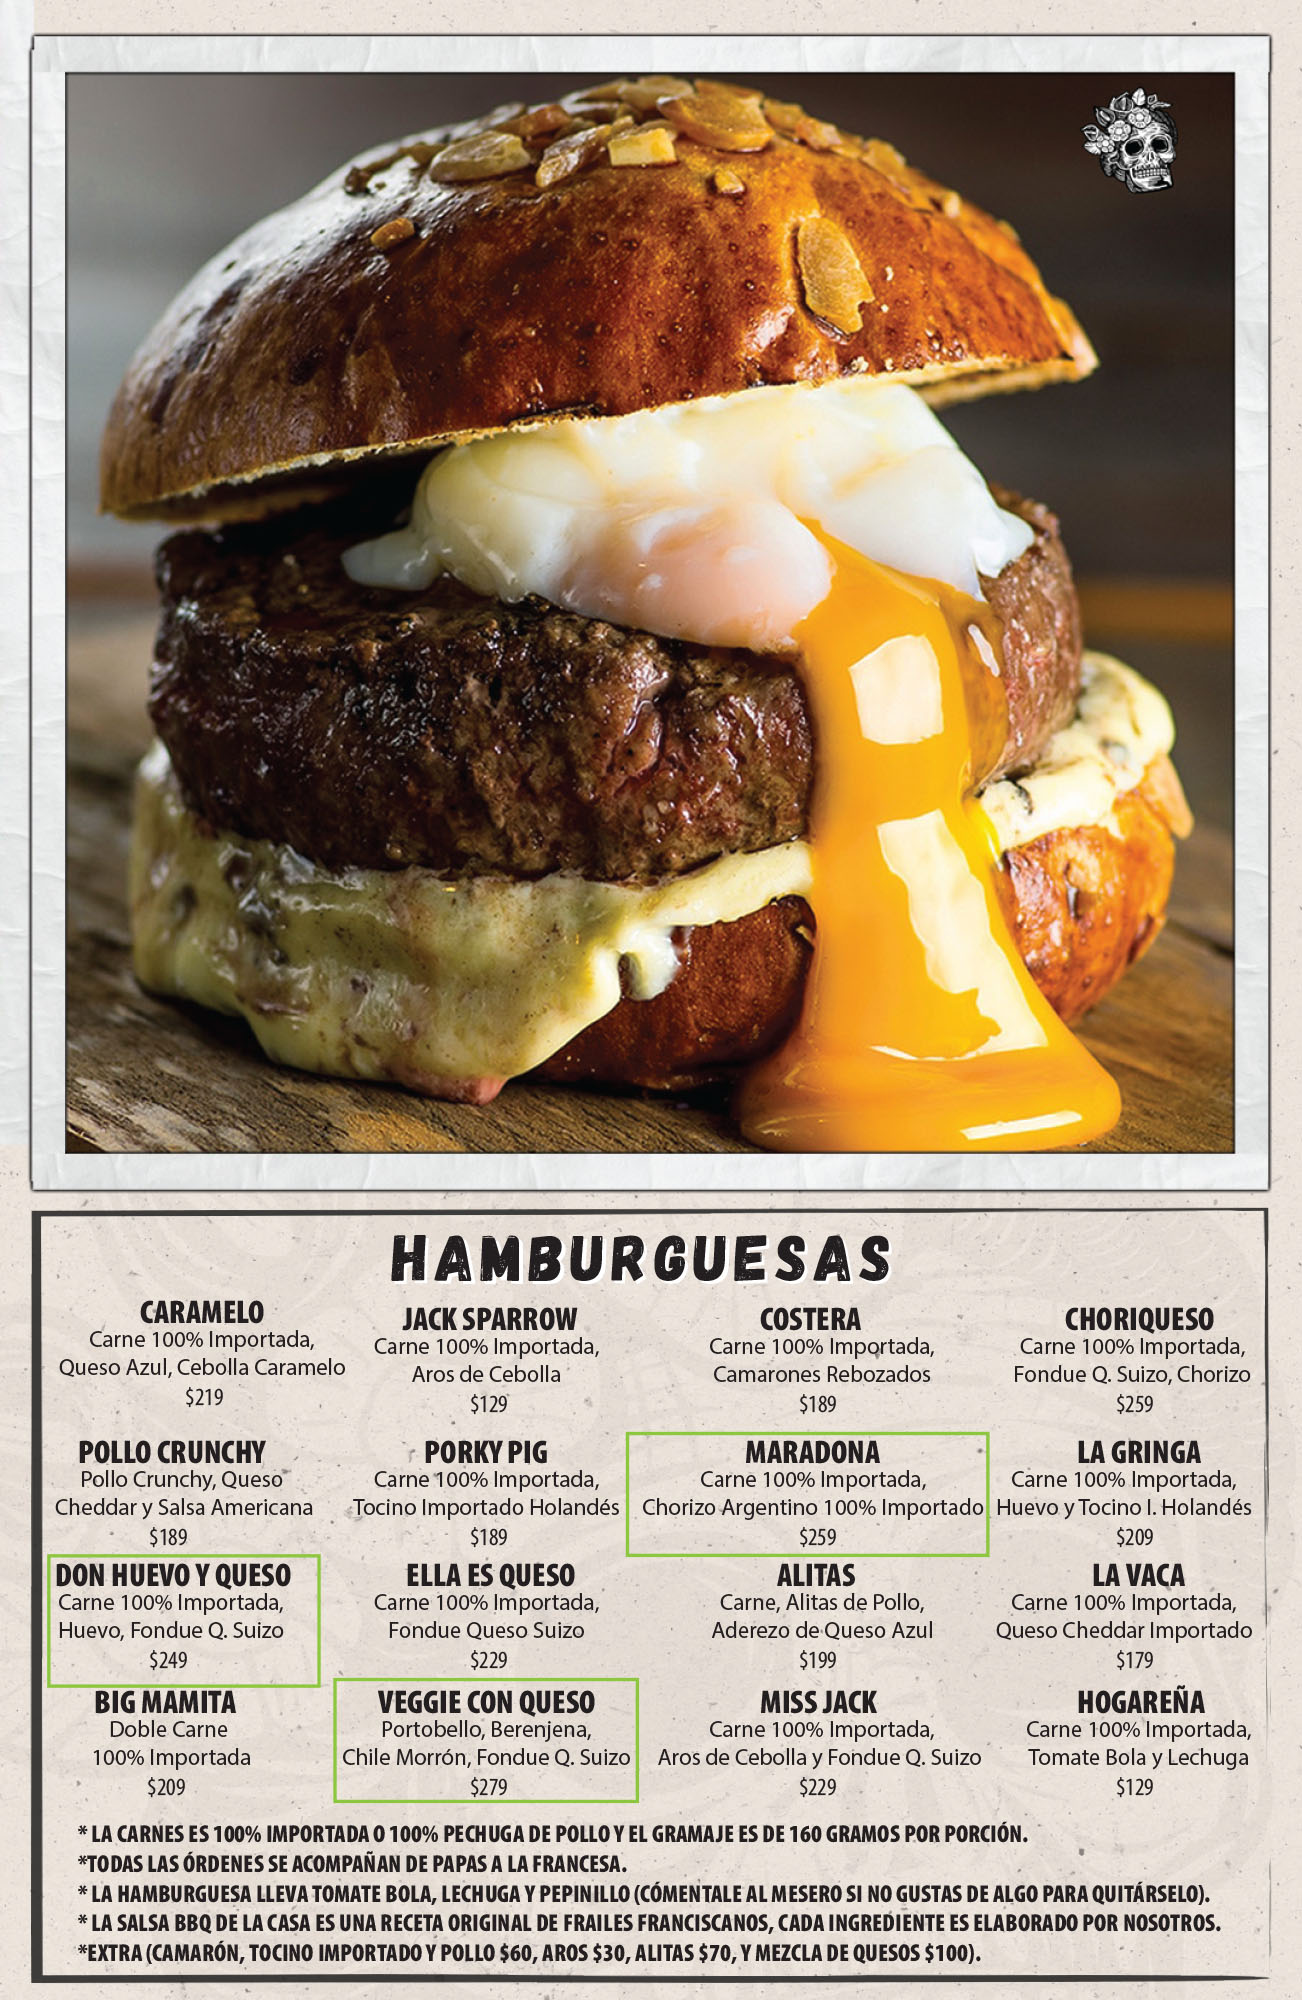 HAMBURGUESAS
CARAMELO
Carne 100% Importada,
Queso Azul, Cebolla Caramelo
$219
JACK SPARROW
Carne 100% Importada,
Aros de Cebolla
$129
COSTERA
Carne 100% Importada,
Camarones Rebozados
$189
CHORIQUESO
Carne 100% Importada,
Fondue Q. Suizo, Chorizo
$259
POLLO CRUNCHY
Pollo Crunchy, Queso
Cheddar y Salsa Americana
$189
PORKY PIG
Carne 100% Importada,
Tocino Importado Holandés
$189
MARADONA
Carne 100% Importada,
Chorizo Argentino 100% Importado
$259
LA GRINGA
Carne 100% Importada,
Huevo y Tocino I. Holandés
$209
DON HUEVO Y QUESO
Carne 100% Importada,
Huevo, Fondue Q. Suizo
$249
ELLA ES QUESO
Carne 100% Importada,
Fondue Queso Suizo
$229
ALITAS
Carne, Alitas de Pollo,
Aderezo de Queso Azul
$199
LA VACA
Carne 100% Importada,
Queso Cheddar Importado
$179
BIG MAMITA
Doble Carne
100% Importada
$209
VEGGIE CON QUESO
Portobello, Berenjena,
Chile Morrón, Fondue Q. Suizo
$279
MISS JACK
Carne 100% Importada,
Aros de Cebolla y Fondue Q. Suizo
$229
HOGAREÑA
Carne 100% Importada,
Tomate Bola y Lechuga
$129
* LA CARNES ES 100% IMPORTADA O 100% PECHUGA DE POLLO Y EL GRAMAJE ES DE 160 GRAMOS POR PORCIÓN.
*TODAS LAS ÓRDENES SE ACOMPAÑAN DE PAPAS A LA FRANCESA.
* LA HAMBURGUESA LLEVA TOMATE BOLA, LECHUGA Y PEPINILLO (CÓMENTALE AL MESERO SI NO GUSTAS DE ALGO PARA QUITÁRSELO).
* LA SALSA BBQ DE LA CASA ES UNA RECETA ORIGINAL DE FRAILES FRANCISCANOS, CADA INGREDIENTE ES ELABORADO POR NOSOTROS.
*EXTRA (CAMARÓN, TOCINO IMPORTADO Y POLLO $60, AROS $30, ALITAS $70, Y MEZCLA DE QUESOS $100).